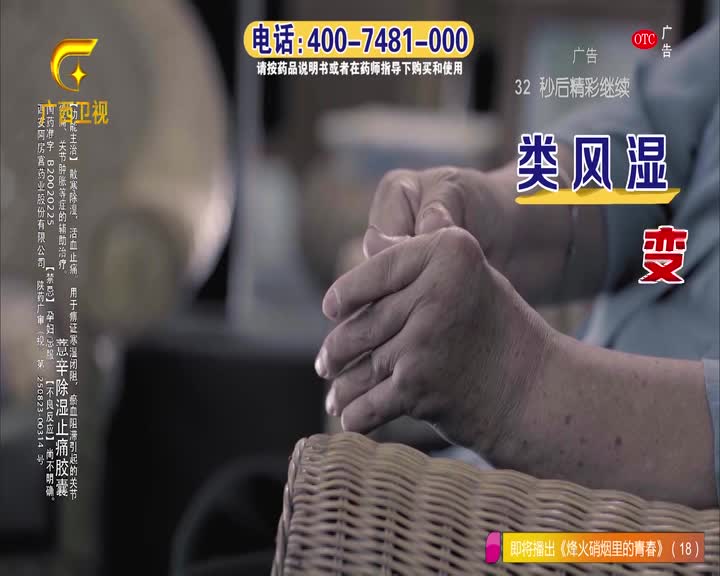 电话:400-7481-000
请按药品说明书或者在药师指导下购买和使用
OTC
广告
广告
32 秒后精彩继续
广西卫视
类风湿
变
【功能主治】散寒除湿，活血止痛。用于痹证寒湿闭阻，瘀血阻滞引起的关节
关节肿胀等症的辅助治疗。
国药准字 B20020225 【禁忌】孕妇忌服 【不良反应】尚不明确。
西安阿房宫药业股份有限公司 陕药广审（视）第 250823-00314 号
薏辛除湿止痛胶囊
即将播出《烽火硝烟里的青春》（18）